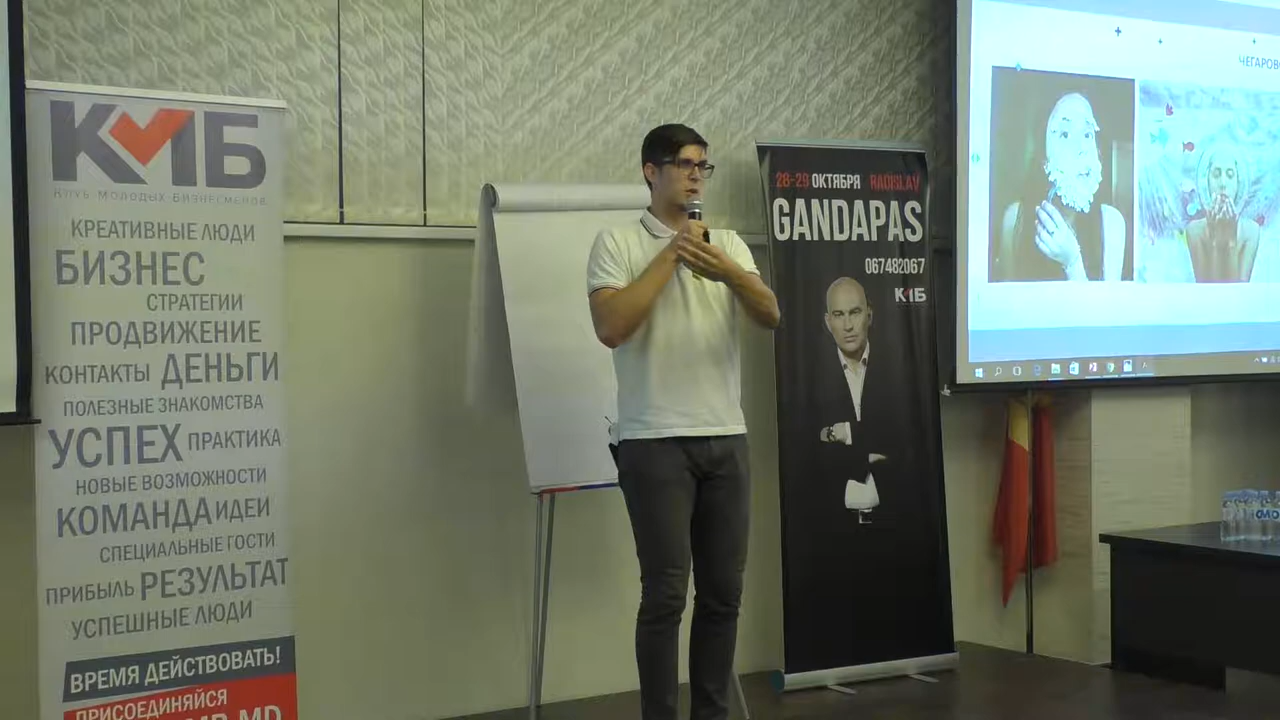 КМБ
КЛУБ МОЛОДЫХ БИЗНЕСМЕНОВ
КРЕАТИВНЫЕ ЛЮДИ
БИЗНЕС
СТРАТЕГИИ
ПРОДВИЖЕНИЕ
КОНТАКТЫ ДЕНЬГИ
ПОЛЕЗНЫЕ ЗНАКОМСТВА
УСПЕХ ПРАКТИКА
НОВЫЕ ВОЗМОЖНОСТИ
КОМАНДА ИДЕИ
СПЕЦИАЛЬНЫЕ ГОСТИ
ПРИБЫЛЬ РЕЗУЛЬТАТ
УСПЕШНЫЕ ЛЮДИ
ВРЕМЯ ДЕЙСТВОВАТЬ!
ПРИСОЕДИНЯЙСЯ
28-29 ОКТЯБРЯ RADISLAV
GANDAPAS
067482067
КМБ